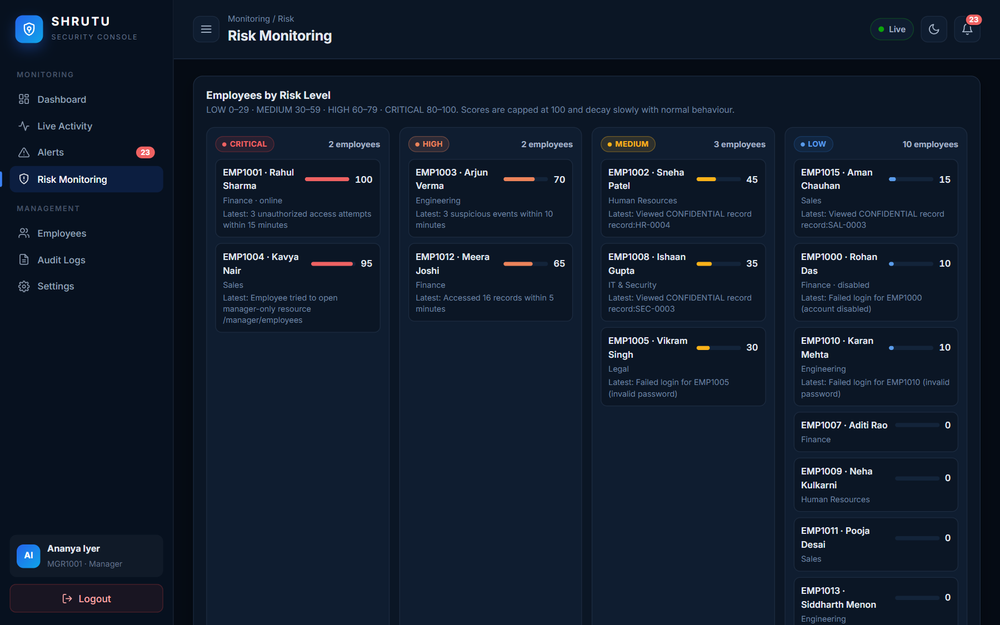 SHRUTU
SECURITY CONSOLE
MONITORING
Dashboard
Live Activity
Alerts
23
Risk Monitoring
MANAGEMENT
Employees
Audit Logs
Settings
AI
Ananya Iyer
MGR1001 · Manager
Logout
Monitoring / Risk
Risk Monitoring
Live
23
Employees by Risk Level
LOW 0–29 · MEDIUM 30–59 · HIGH 60–79 · CRITICAL 80–100. Scores are capped at 100 and decay slowly with normal behaviour.
CRITICAL
2 employees
EMP1001 · Rahul
Sharma
100
Finance · online
Latest: 3 unauthorized access attempts
within 15 minutes
EMP1004 · Kavya
Nair
95
Sales
Latest: Employee tried to open
manager-only resource
/manager/employees
HIGH
2 employees
EMP1003 · Arjun
Verma
70
Engineering
Latest: 3 suspicious events within 10
minutes
EMP1012 · Meera
Joshi
65
Finance
Latest: Accessed 16 records within 5
minutes
MEDIUM
3 employees
EMP1002 · Sneha
Patel
45
Human Resources
Latest: Viewed CONFIDENTIAL record
record:HR-0004
EMP1008 · Ishaan
Gupta
35
IT & Security
Latest: Viewed CONFIDENTIAL record
record:SEC-0003
EMP1005 · Vikram
Singh
30
Legal
Latest: Failed login for EMP1005
(invalid password)
LOW
10 employees
EMP1015 · Aman
Chauhan
15
Sales
Latest: Viewed CONFIDENTIAL record
record:SAL-0003
EMP1000 · Rohan
Das
10
Finance · disabled
Latest: Failed login for EMP1000
(account disabled)
EMP1010 · Karan
Mehta
10
Engineering
Latest: Failed login for EMP1010 (invalid
password)
EMP1007 · Aditi Rao
0
Finance
EMP1009 · Neha
Kulkarni
0
Human Resources
EMP1011 · Pooja
Desai
0
Sales
EMP1013 ·
Siddharth Menon
0
Engineering